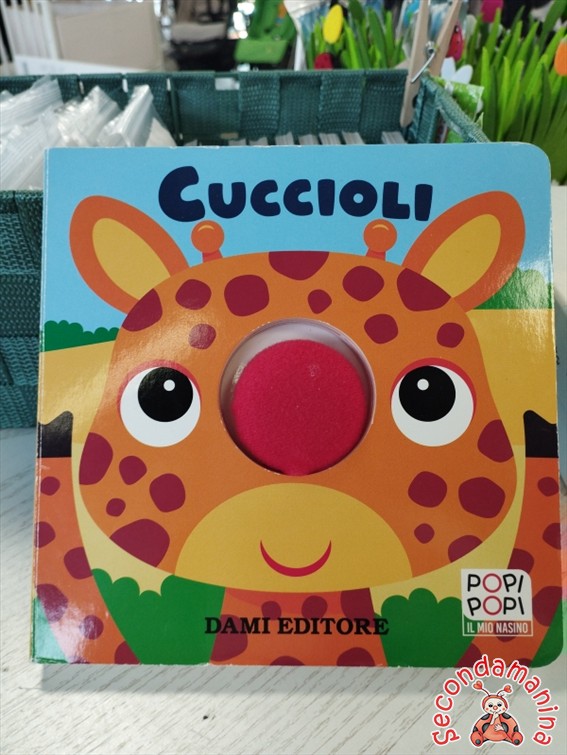 CUCCIOLI
POPI
POPI
IL MIO NASINO
DAMI EDITORE
Secondamanina